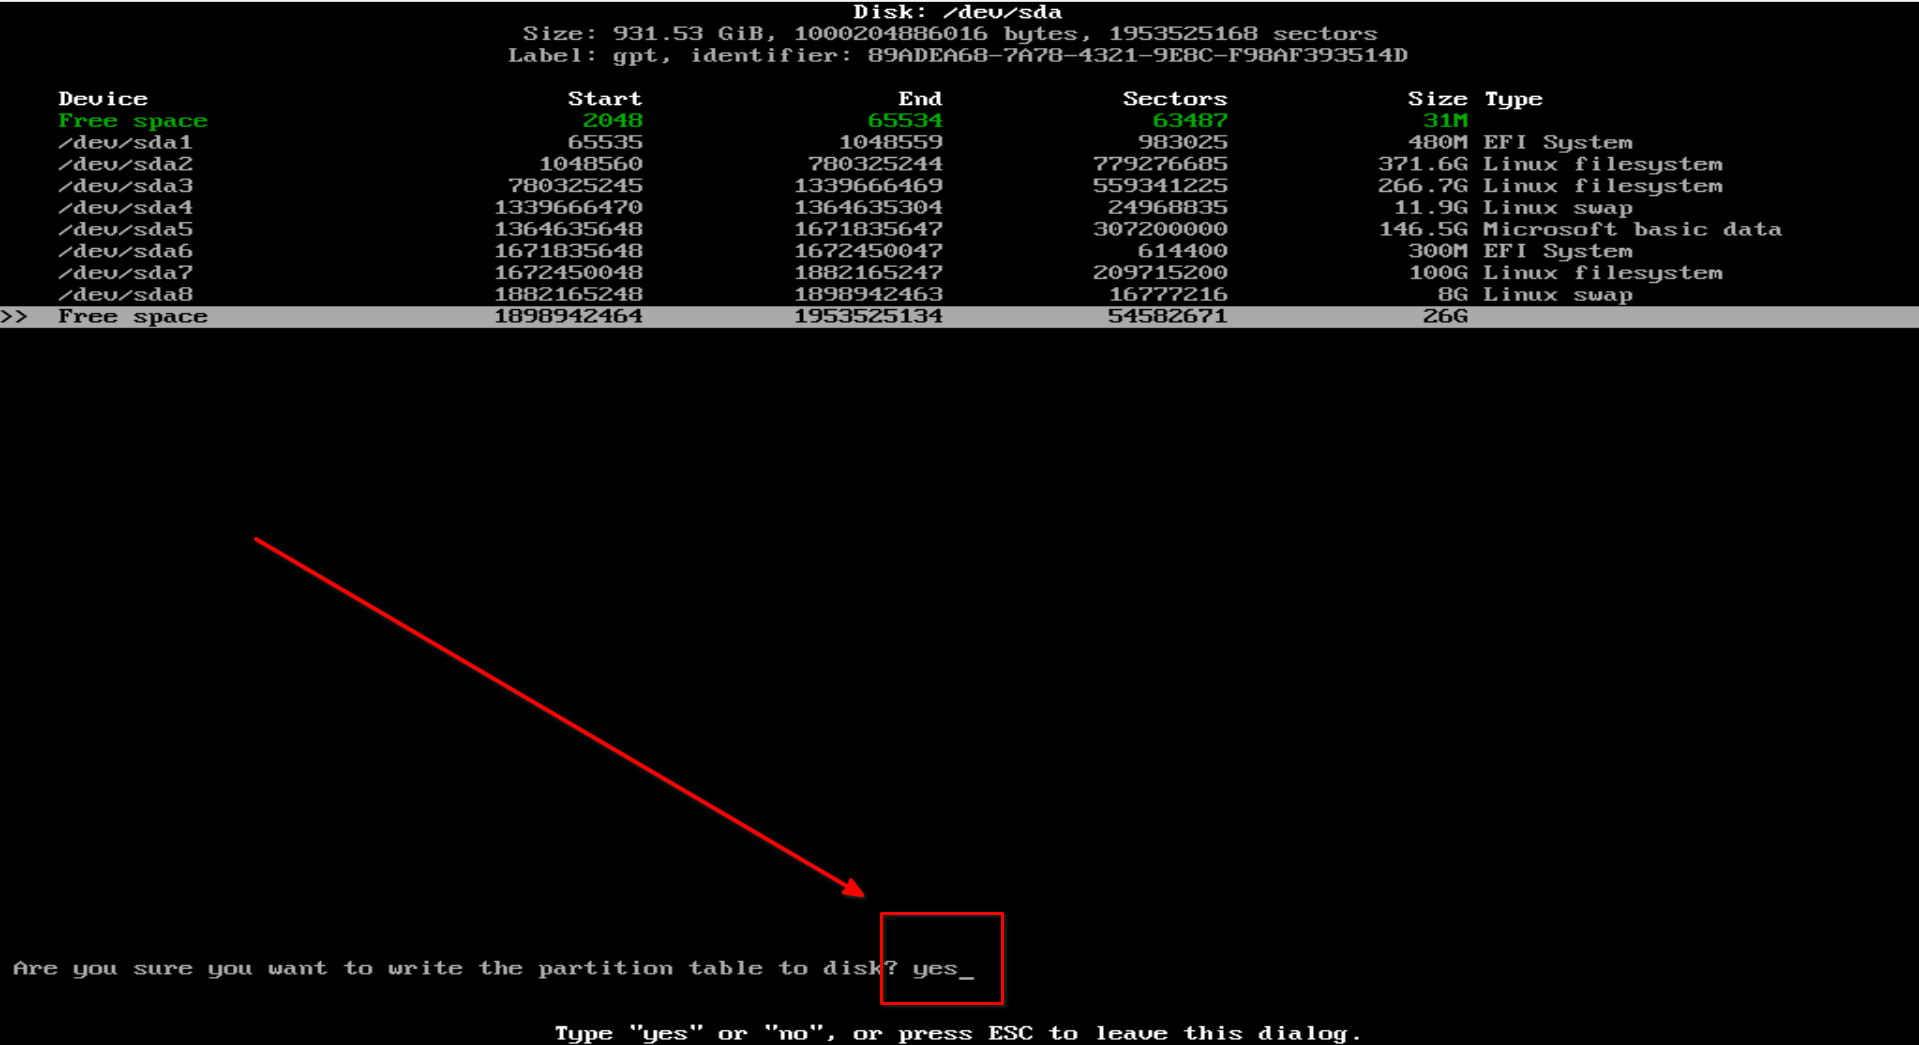 Disk: /dev/sda
Size: 931.53 GiB, 1000204886016 bytes, 1953525168 sectors
Label: gpt, identifier: 89ADEA68-7A78-4321-9E8C-F98AF393514D
Device Start End Sectors Size Type
Free space 2048 65534 63487 31M
/dev/sda1 65535 1048559 983025 480M EFI System
/dev/sda2 1048560 780325244 779276685 371.6G Linux filesystem
/dev/sda3 780325245 1339666469 559341225 266.7G Linux filesystem
/dev/sda4 1339666470 1364635304 24968835 11.9G Linux swap
/dev/sda5 1364635648 1671835647 307200000 146.5G Microsoft basic data
/dev/sda6 1671835648 1672450047 614400 300M EFI System
/dev/sda7 1672450048 1882165247 209715200 100G Linux filesystem
/dev/sda8 1882165248 1898942463 16777216 8G Linux swap
>> Free space 1898942464 1953525134 54582671 26G
Are you sure you want to write the partition table to disk? yes_
Type "yes" or "no", or press ESC to leave this dialog.